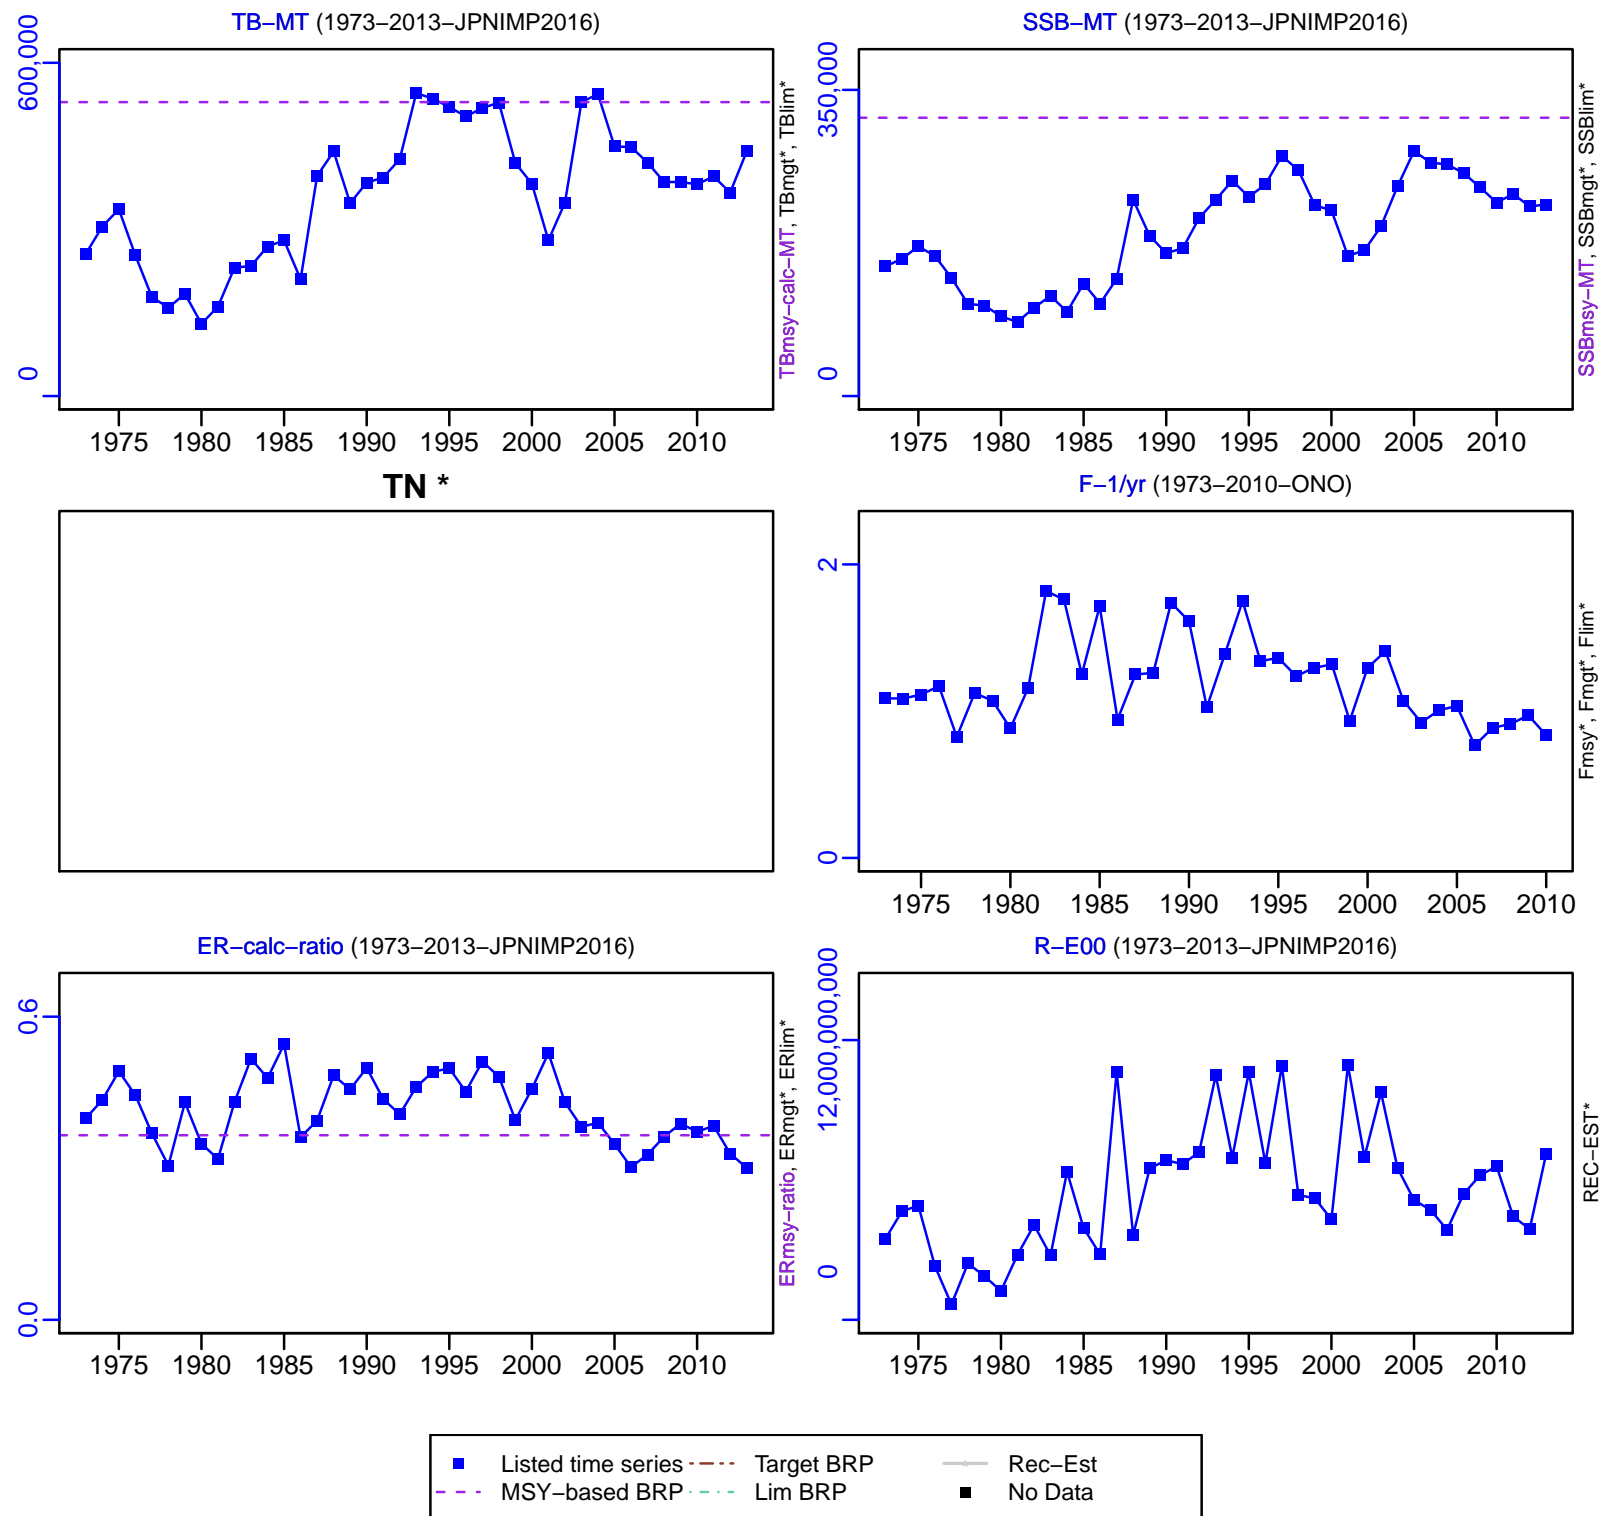 TB−MT (1973−2013−JPNIMP2016)
600,000
0
1975 1980 1985 1990 1995 2000 2005 2010
TBmsy−calc−MT, TBmgt*, TBlim*
SSB−MT (1973−2013−JPNIMP2016)
350,000
0
1975 1980 1985 1990 1995 2000 2005 2010
SSBmsy−MT, SSBmgt*, SSBlim*
TN *
F−1/yr (1973−2010−ONO)
2
0
1975 1980 1985 1990 1995 2000 2005 2010
Fmsy*, Fmgt*, Flim*
ER−calc−ratio (1973−2013−JPNIMP2016)
0.6
0.0
1975 1980 1985 1990 1995 2000 2005 2010
ERmsy−ratio, ERmgt*, ERlim*
R−E00 (1973−2013−JPNIMP2016)
12,000,000,000
0
1975 1980 1985 1990 1995 2000 2005 2010
REC−EST*
Listed time series Target BRP Rec−Est
MSY−based BRP Lim BRP No Data